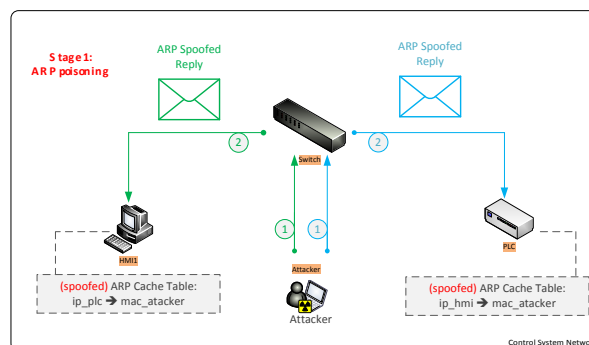 Stage 1:
ARP poisoning
ARP Spoofed
Reply
ARP Spoofed
Reply
2
2
Switch
1
1
HMI1
PLC
Attacker
Attacker
(spoofed) ARP Cache Table:
ip_plc ➔ mac_atacker
(spoofed) ARP Cache Table:
ip_hmi ➔ mac_atacker
Control System Netwo